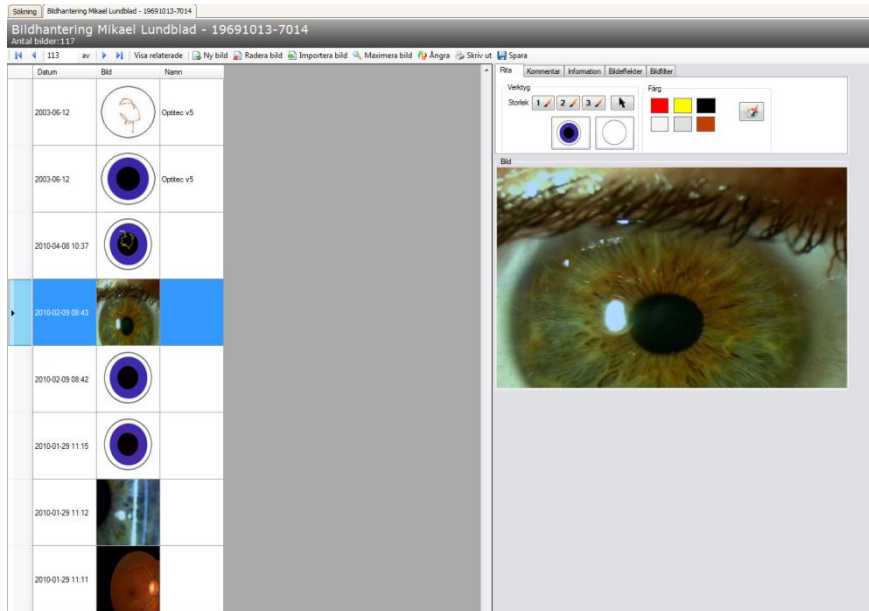 Sökning Bildhantering Mikael Lundblad - 19691013-7014
Bildhantering Mikael Lundblad - 19691013-7014
Antal bilder:117
113 av Visa relaterade Ny bild Radera bild Importera bild Maximera bild Ångra Skriv ut Spara
Datum Bild Namn
2003-06-12 Optitec v5
2003-06-12 Optitec v5
2010-04-08 10:37
2010-02-09 08:43
2010-02-09 08:42
2010-01-29 11:15
2010-01-29 11:12
2010-01-29 11:11
Rita Kommentar Information Bildeffekter Bildfilter
Verktyg Färg
Storlek 1 2 3
Bild